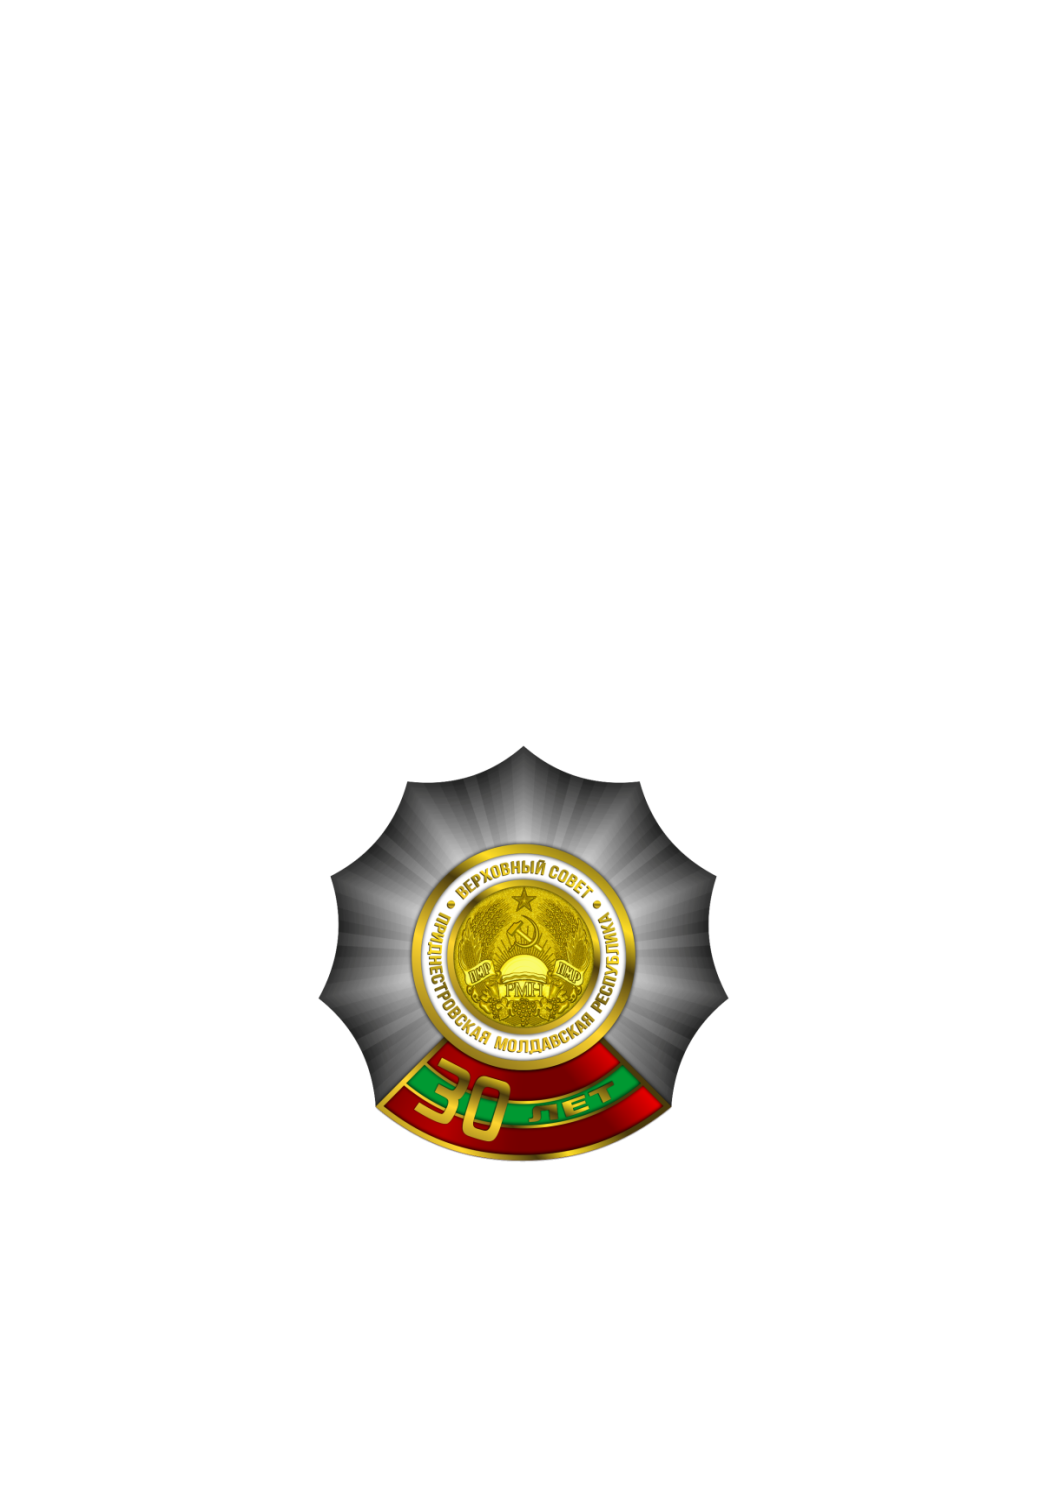 ВЕРХОВНЫЙ СОВЕТ
ПРИДНЕСТРОВСКАЯ МОЛДАВСКАЯ РЕСПУБЛИКА
ПМР
ПМР
РМН
30 ЛЕТ